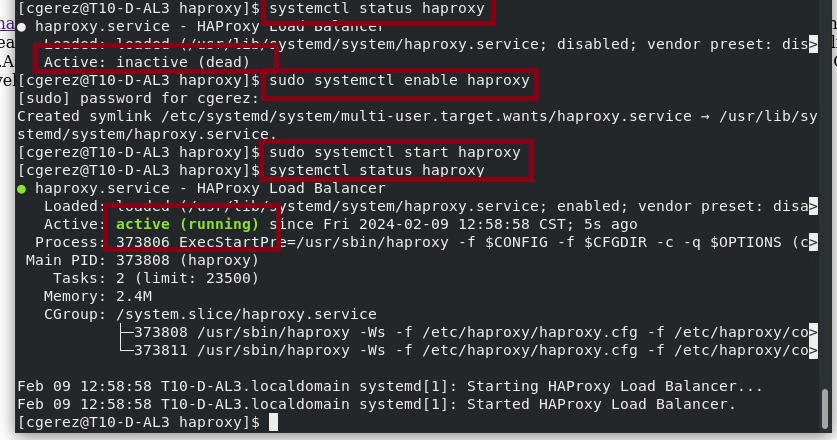 [cgerez@T10-D-AL3 haproxy]$ systemctl status haproxy
● haproxy.service - HAProxy Load Balancer
Loaded: loaded (/usr/lib/systemd/system/haproxy.service; disabled; vendor preset: dis>
Active: inactive (dead)
[cgerez@T10-D-AL3 haproxy]$ sudo systemctl enable haproxy
[sudo] password for cgerez:
Created symlink /etc/systemd/system/multi-user.target.wants/haproxy.service → /usr/lib/sy
stemd/system/haproxy.service.
[cgerez@T10-D-AL3 haproxy]$ sudo systemctl start haproxy
[cgerez@T10-D-AL3 haproxy]$ systemctl status haproxy
● haproxy.service - HAProxy Load Balancer
Loaded: loaded (/usr/lib/systemd/system/haproxy.service; enabled; vendor preset: disa>
Active: active (running) since Fri 2024-02-09 12:58:58 CST; 5s ago
Process: 373806 ExecStartPre=/usr/sbin/haproxy -f $CONFIG -f $CFGDIR -c -q $OPTIONS (c>
Main PID: 373808 (haproxy)
Tasks: 2 (limit: 23500)
Memory: 2.4M
CGroup: /system.slice/haproxy.service
├─373808 /usr/sbin/haproxy -Ws -f /etc/haproxy/haproxy.cfg -f /etc/haproxy/co>
└─373811 /usr/sbin/haproxy -Ws -f /etc/haproxy/haproxy.cfg -f /etc/haproxy/co>
Feb 09 12:58:58 T10-D-AL3.localdomain systemd[1]: Starting HAProxy Load Balancer...
Feb 09 12:58:58 T10-D-AL3.localdomain systemd[1]: Started HAProxy Load Balancer.
[cgerez@T10-D-AL3 haproxy]$